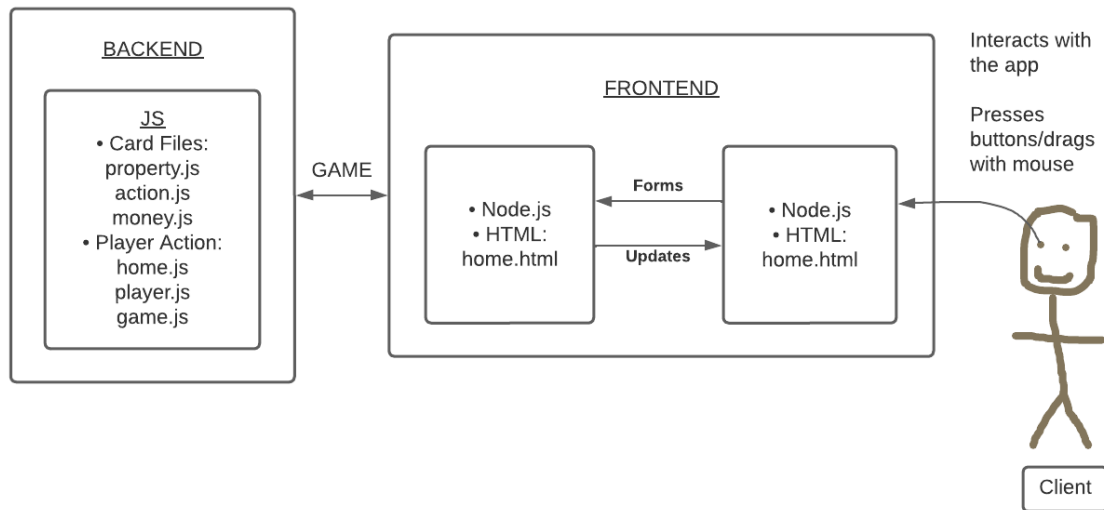 BACKEND
JS
• Card Files:
property.js
action.js
money.js
• Player Action:
home.js
player.js
game.js
GAME
FRONTEND
• Node.js
• HTML:
home.html
Forms
Updates
• Node.js
• HTML:
home.html
Interacts with
the app
Presses
buttons/drags
with mouse
Client